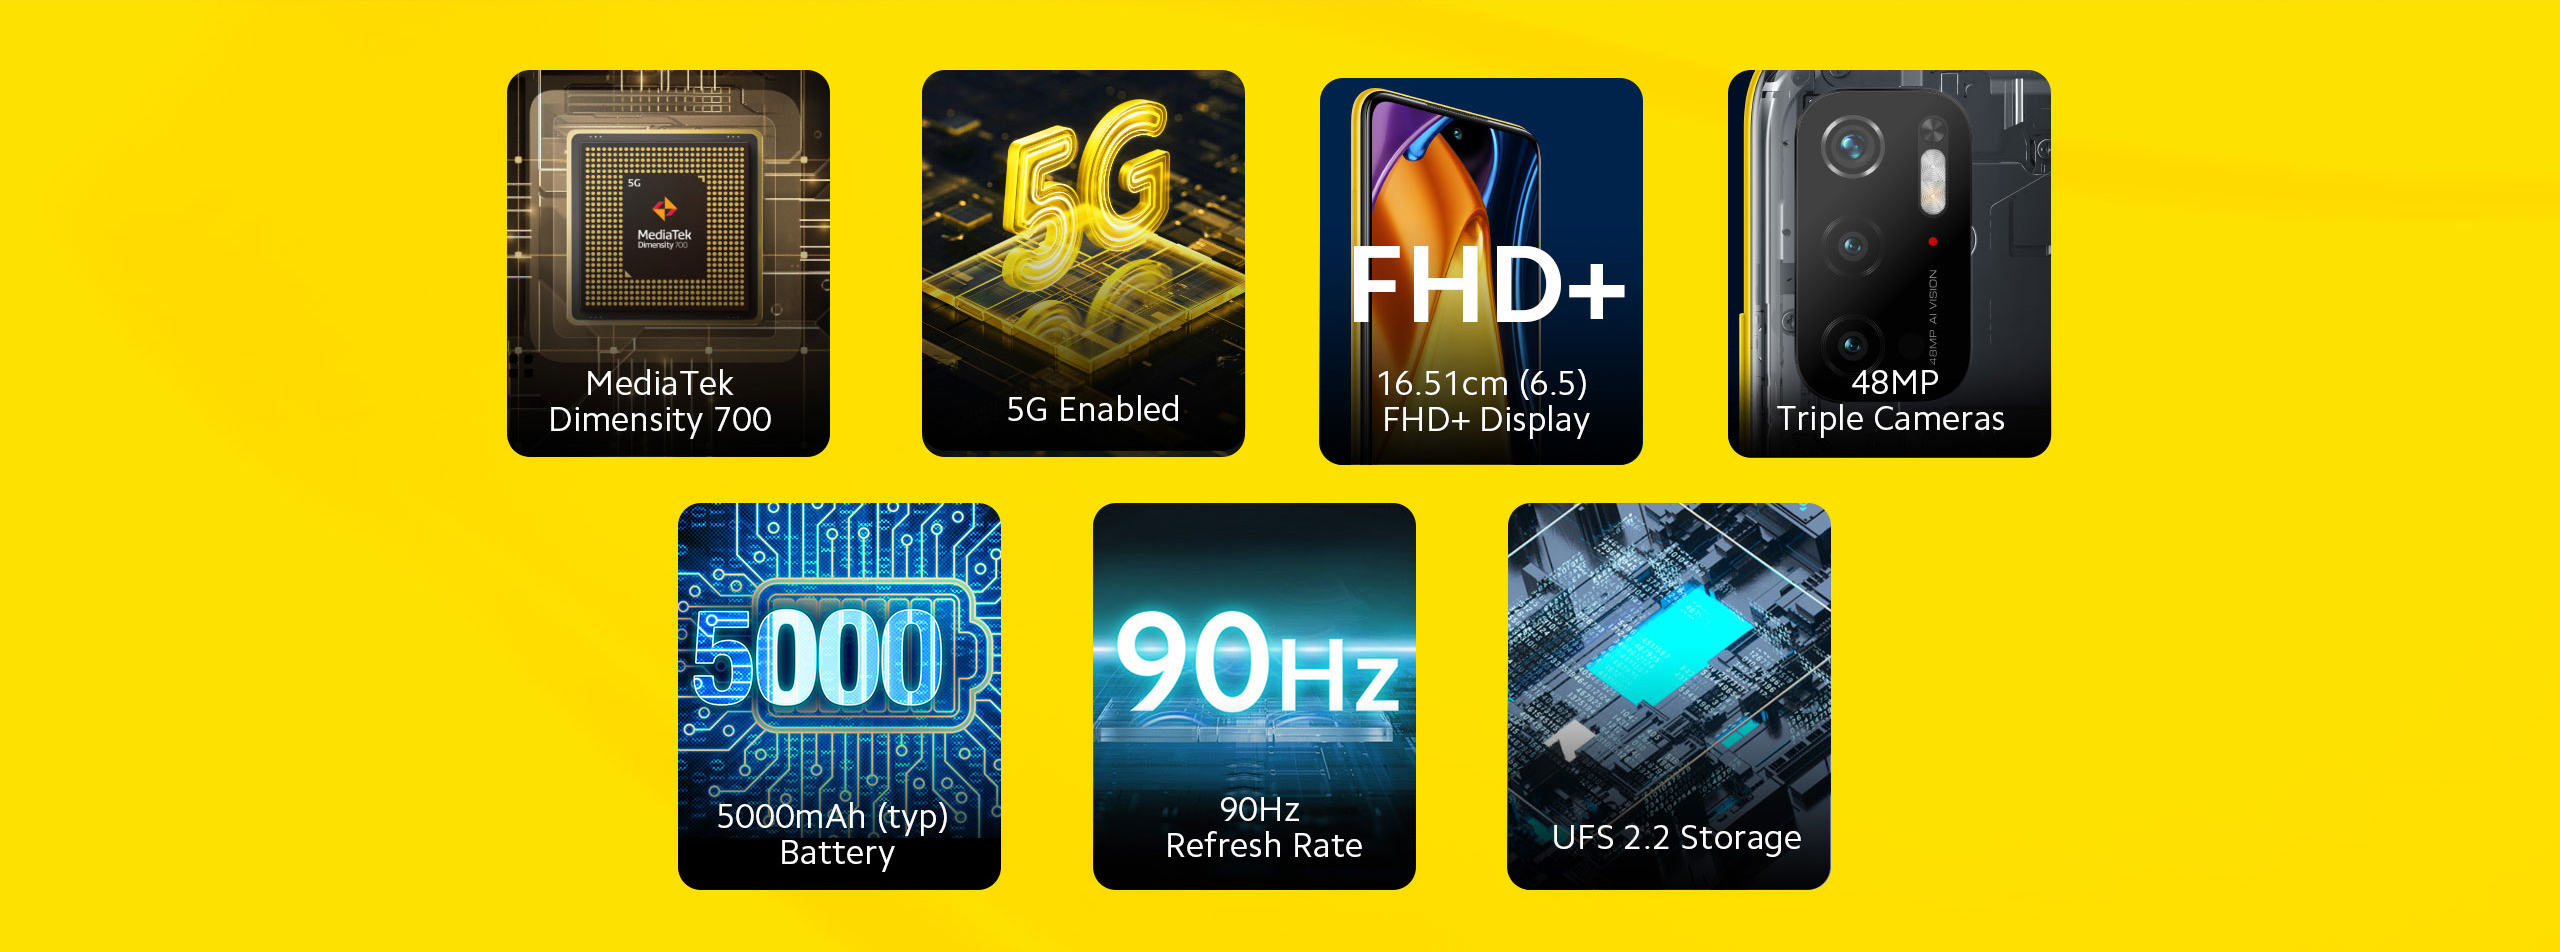 5G
MediaTek
Dimensity 700
MediaTek
Dimensity 700
5G
5G Enabled
FHD+
16.51cm (6.5)
FHD+ Display
48MP AI VISION
48MP
Triple Cameras
5000
5000mAh (typ)
Battery
90Hz
90Hz
Refresh Rate
UFS 2.2 Storage